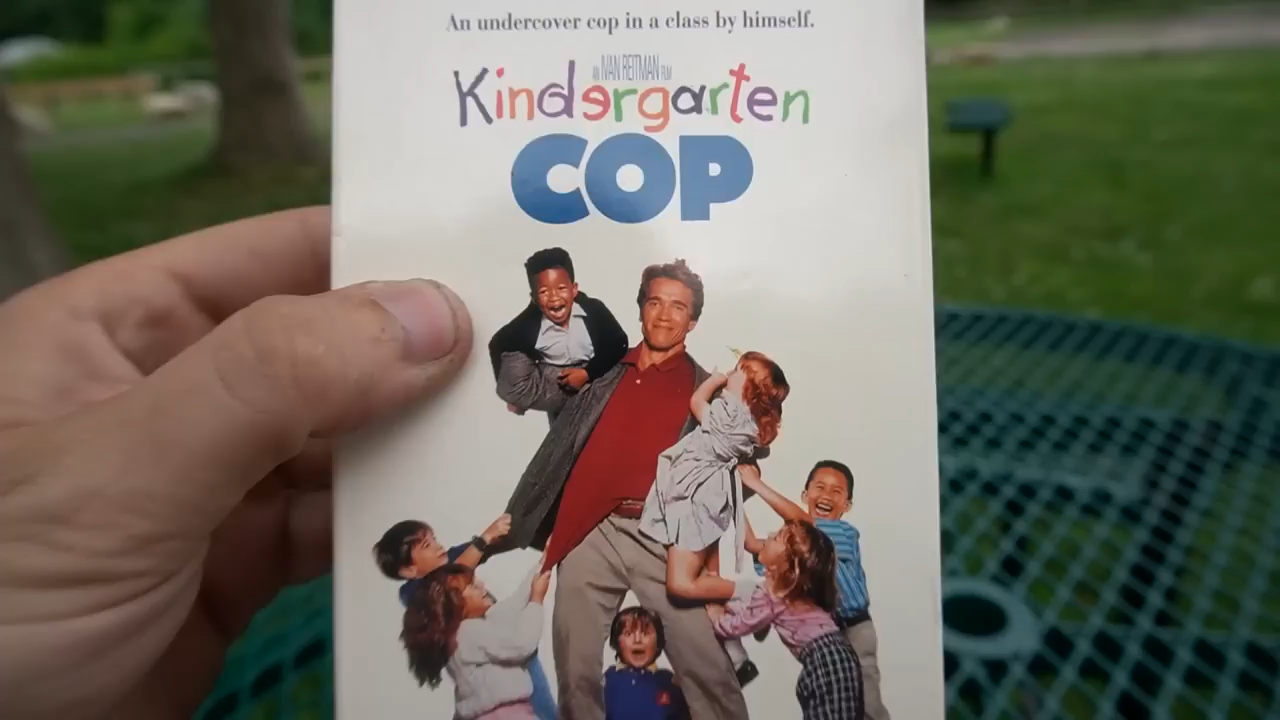 An undercover cop in a class by himself.
AN IVAN REITMAN FILM
Kindergarten
COP